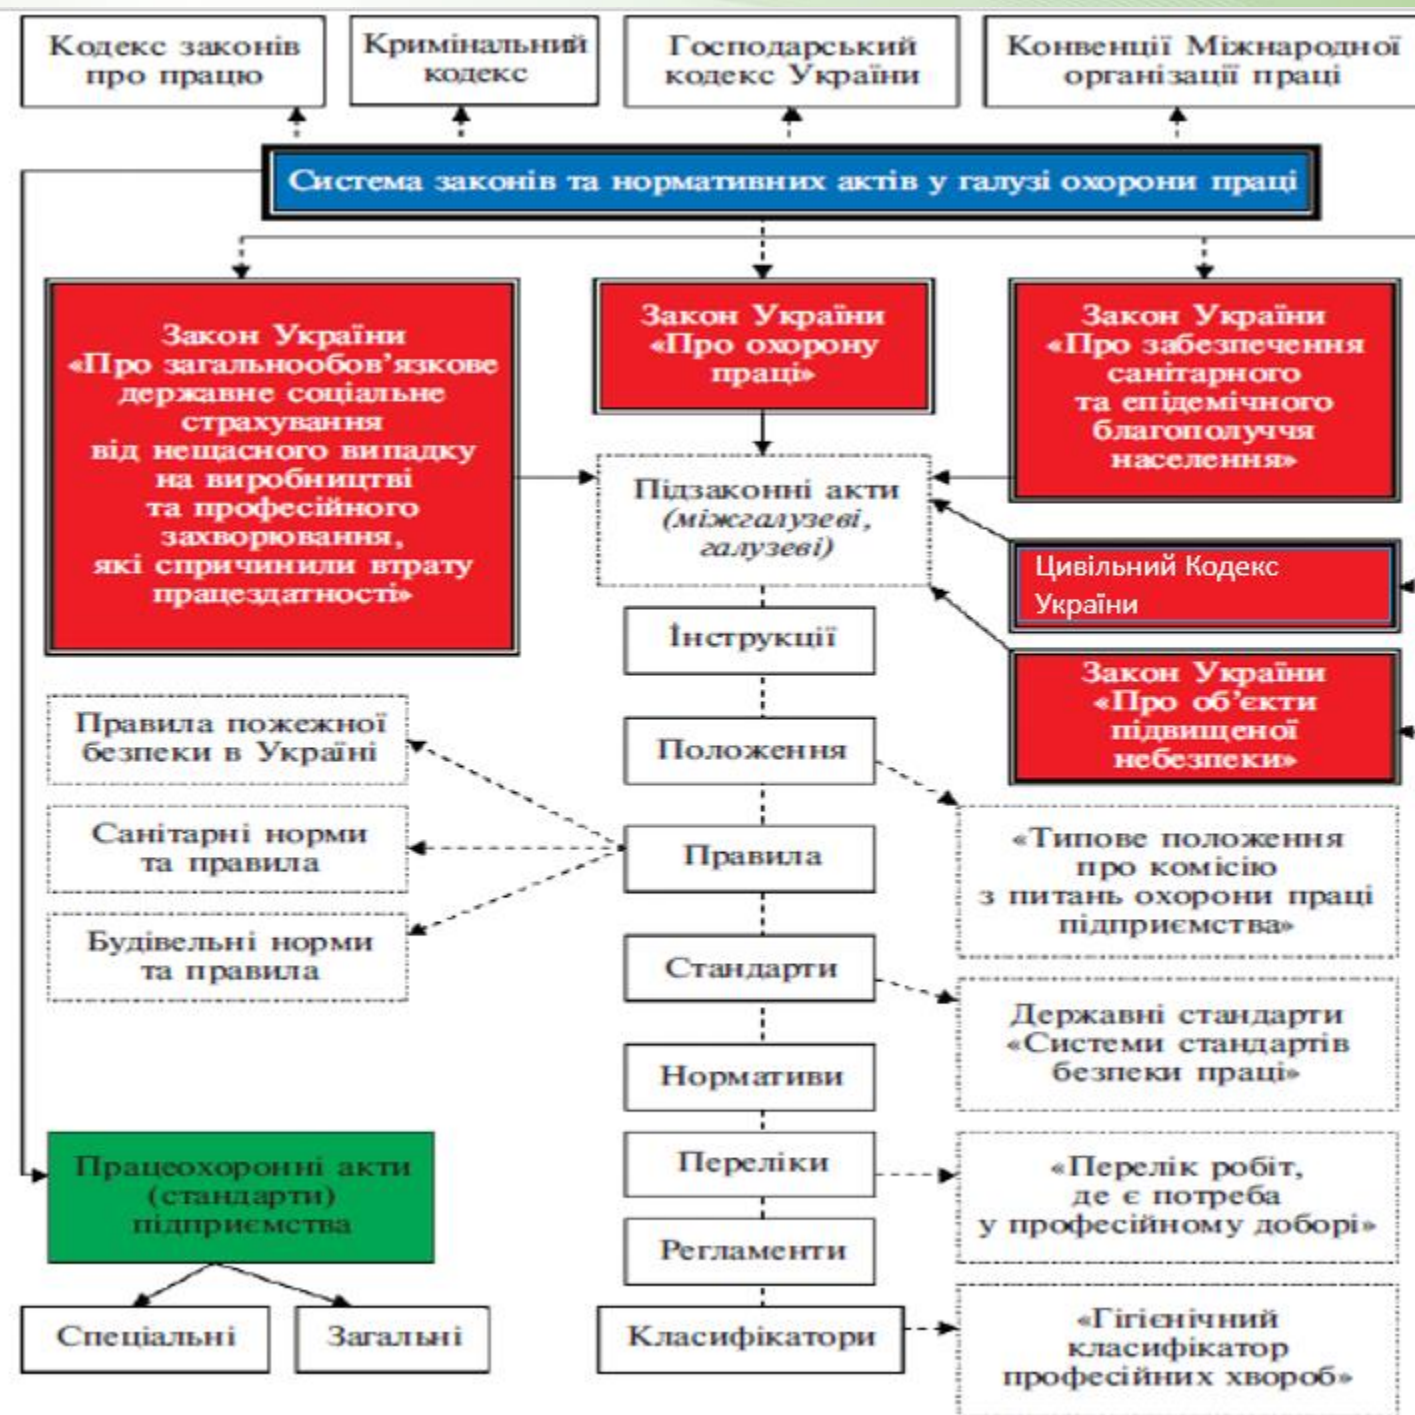 Кодекс законів
про працю
Кримінальний
кодекс
Господарський
кодекс України
Конвенції Міжнародної
організації праці
Система законів та нормативних актів у галузі охорони праці
Закон України
«Про загальнообов’язкове
державне соціальне
страхування
від нещасного випадку
на виробництві
та професійного
захворювання,
які спричинили втрату
працездатності»
Закон України
«Про охорону
праці»
Закон України
«Про забезпечення
санітарного
та епідемічного
благополуччя
населення»
Підзаконні акти
(міжгалузеві,
галузеві)
Цивільний Кодекс
України
Закон України
«Про об’єкти
підвищеної
небезпеки»
Інструкції
Положення
Правила
Стандарти
Нормативи
Переліки
Регламенти
Класифікатори
Правила пожежної
безпеки в Україні
Санітарні норми
та правила
Будівельні норми
та правила
«Типове положення
про комісію
з питань охорони праці
підприємства»
Державні стандарти
«Системи стандартів
безпеки праці»
«Перелік робіт,
де є потреба
у професійному доборі»
«Гігієнічний
класифікатор
професійних хвороб»
Працеохоронні акти
(стандарти)
підприємства
Спеціальні
Загальні